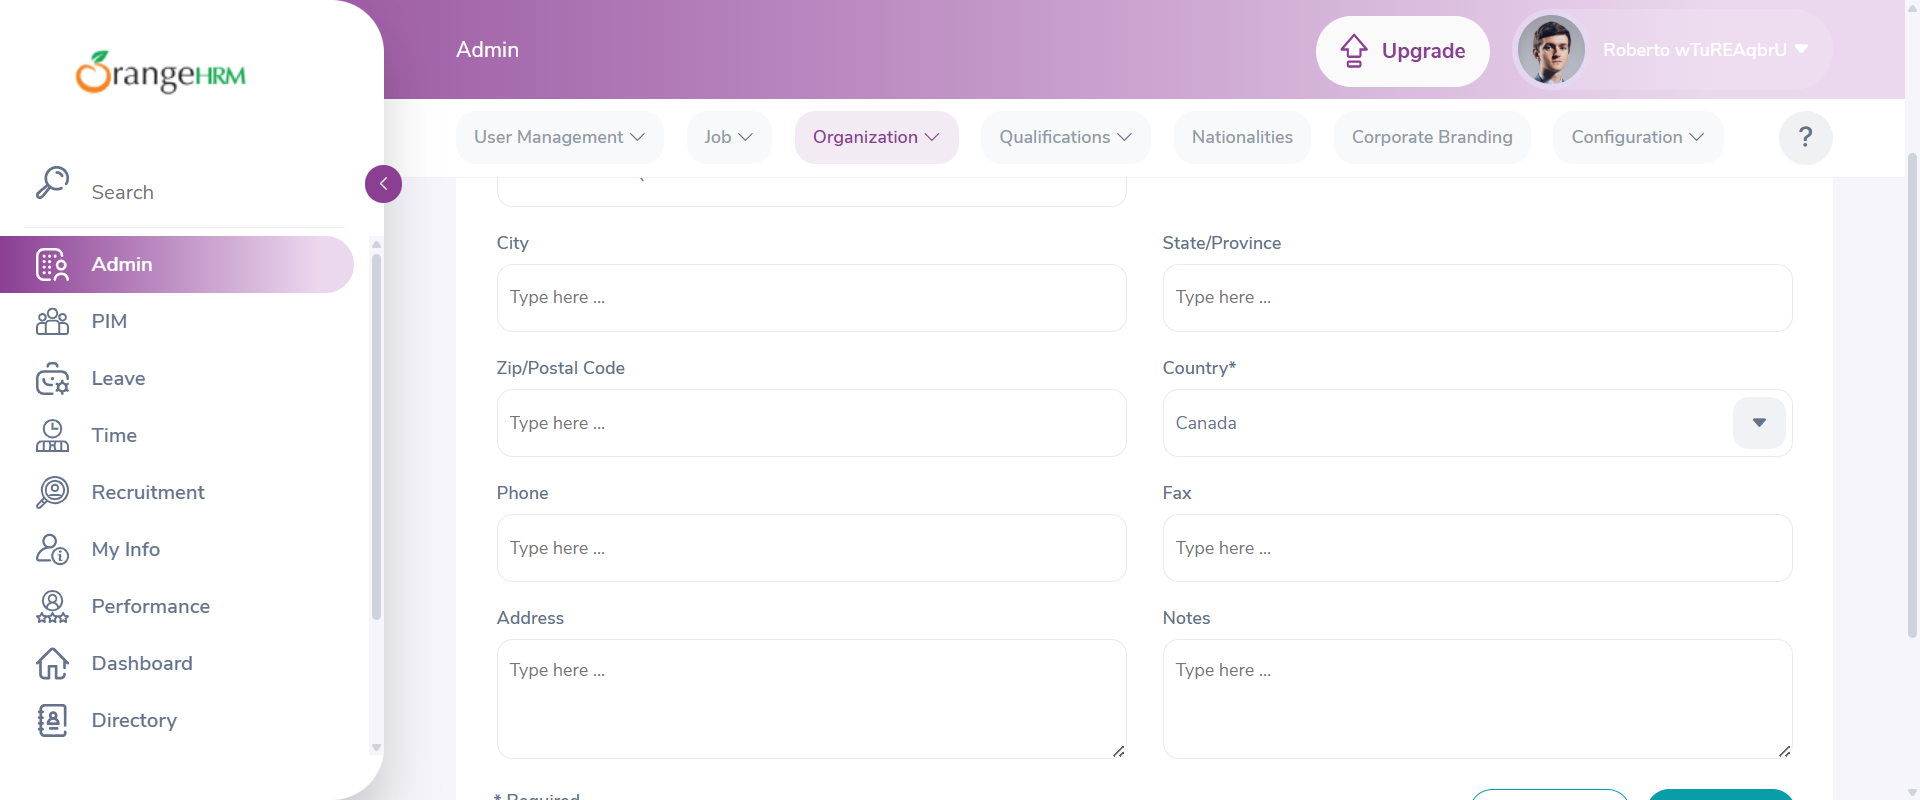 OrangeHRM
Admin
Upgrade
Roberto wTuREAqbrU
User Management
Job
Organization
Qualifications
Nationalities
Corporate Branding
Configuration
?
Search
Admin
PIM
Leave
Time
Recruitment
My Info
Performance
Dashboard
Directory
City
State/Province
Type here ...
Type here ...
Zip/Postal Code
Country*
Type here ...
Canada
Phone
Fax
Type here ...
Type here ...
Address
Notes
Type here ...
Type here ...
* Required